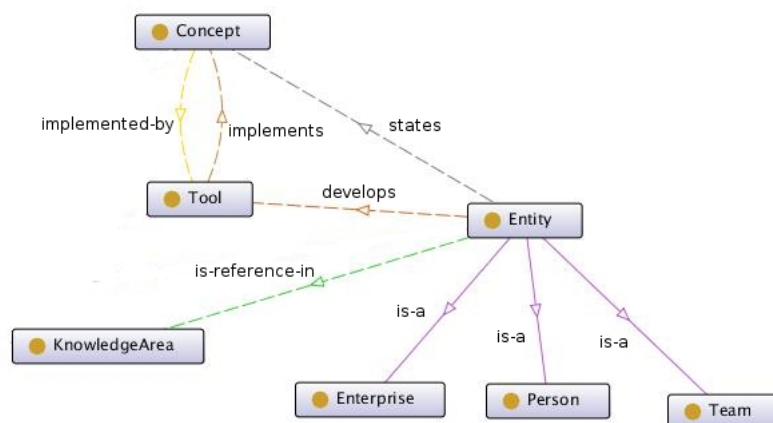 Concept
implemented-by
implements
states
Tool
develops
Entity
is-reference-in
KnowledgeArea
is-a
is-a
is-a
Enterprise
Person
Team